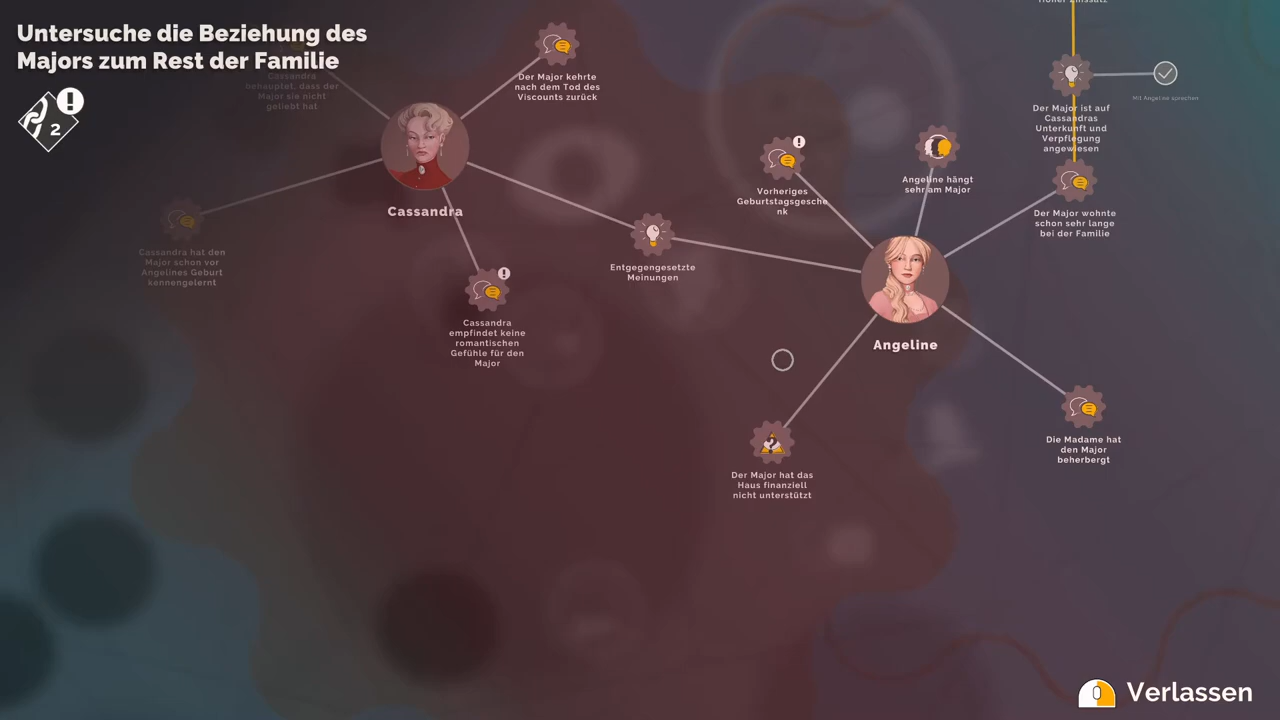 Untersuche die Beziehung des
Majors zum Rest der Familie
2
Cassandra
behauptet, dass der
Major sie nicht
geliebt hat
Der Major kehrte
nach dem Tod des
Viscounts zurück
Cassandra
Cassandra hat den
Major schon vor
Angelines Geburt
kennengelernt
Cassandra
empfindet keine
romantischen
Gefühle für den
Major
Entgegengesetzte
Meinungen
Vorheriges
Geburtstagsgesche
nk
Angeline hängt
sehr am Major
Hoher Einsatz
Der Major ist auf
Cassandras
Unterkunft und
Verpflegung
angewiesen
Mit Angeline sprechen
Der Major wohnte
schon sehr lange
bei der Familie
Angeline
Der Major hat das
Haus finanziell
nicht unterstützt
Die Madame hat
den Major
beherbergt
Verlassen